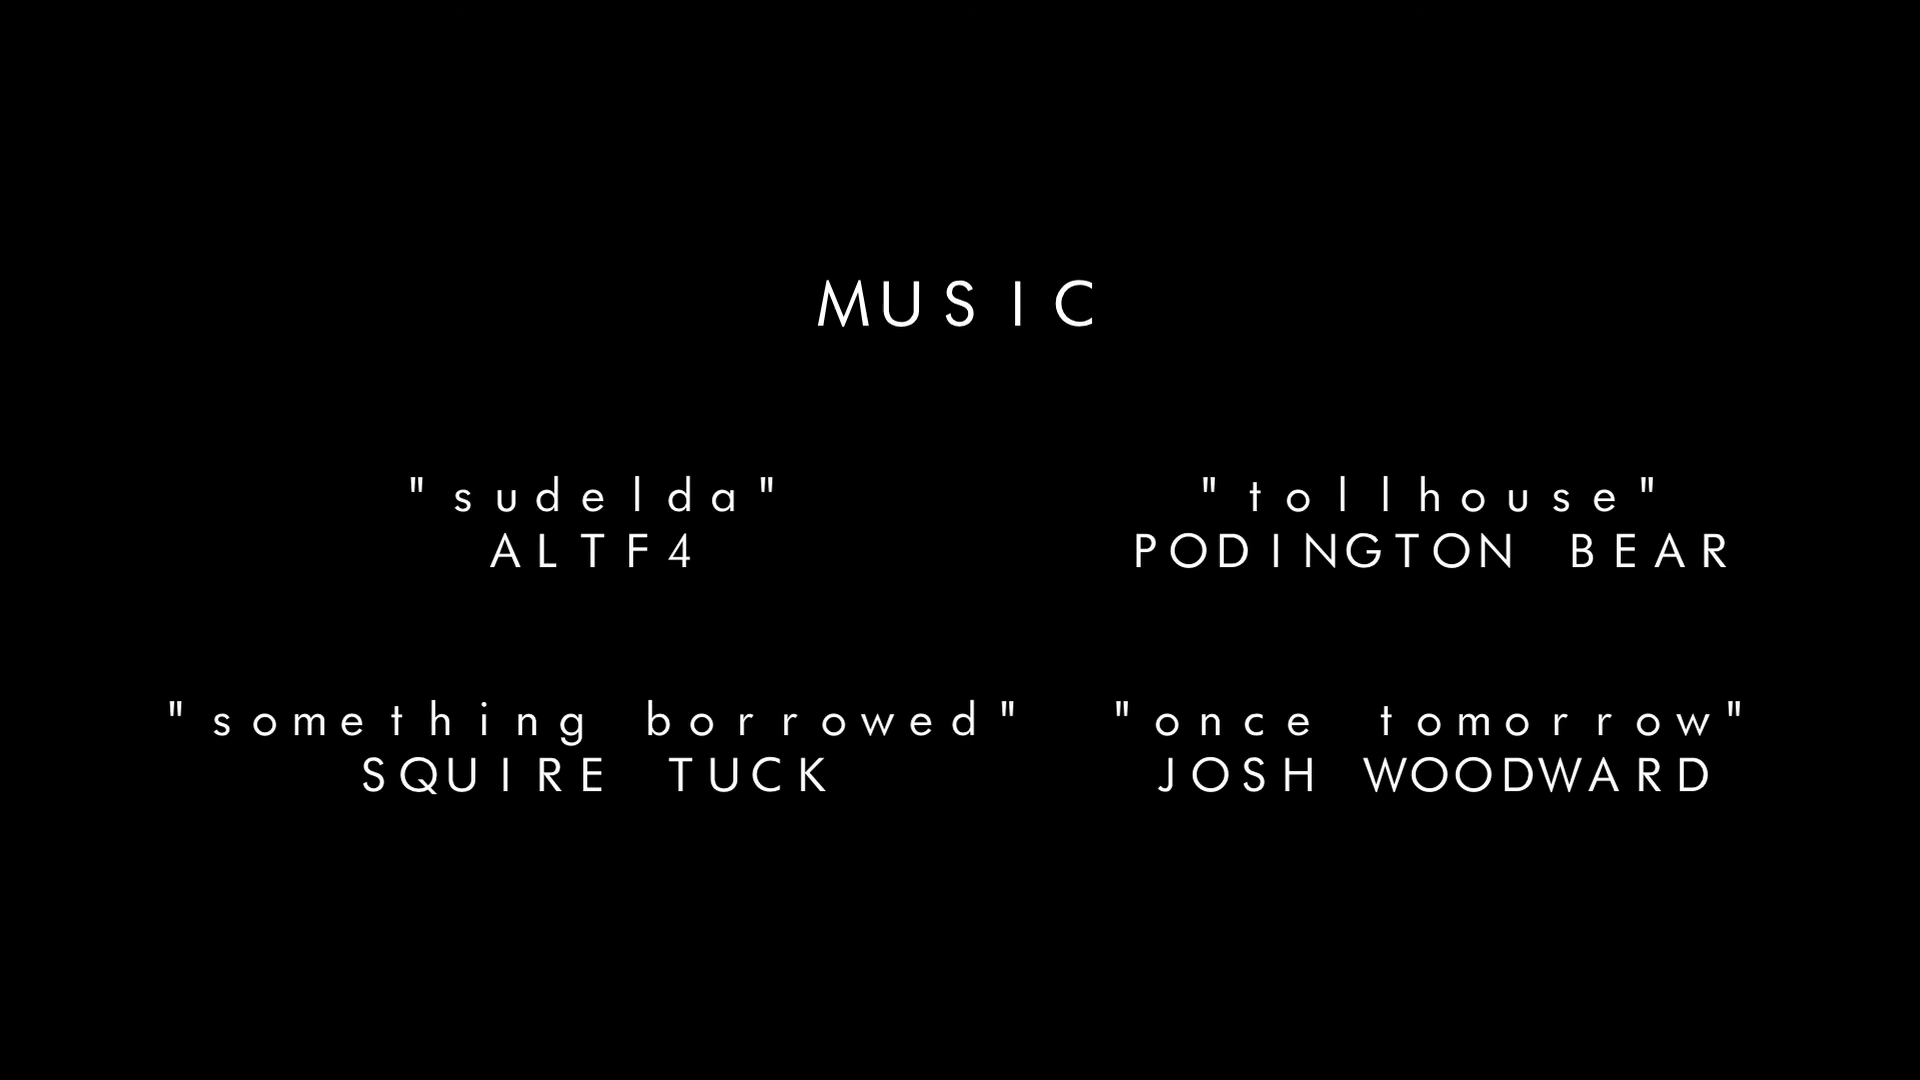 MUSIC
"sudelda"
ALTF4
"tollhouse"
PODINGTON BEAR
"something borrowed"
SQUIRE TUCK
"once tomorrow"
JOSH WOODWARD